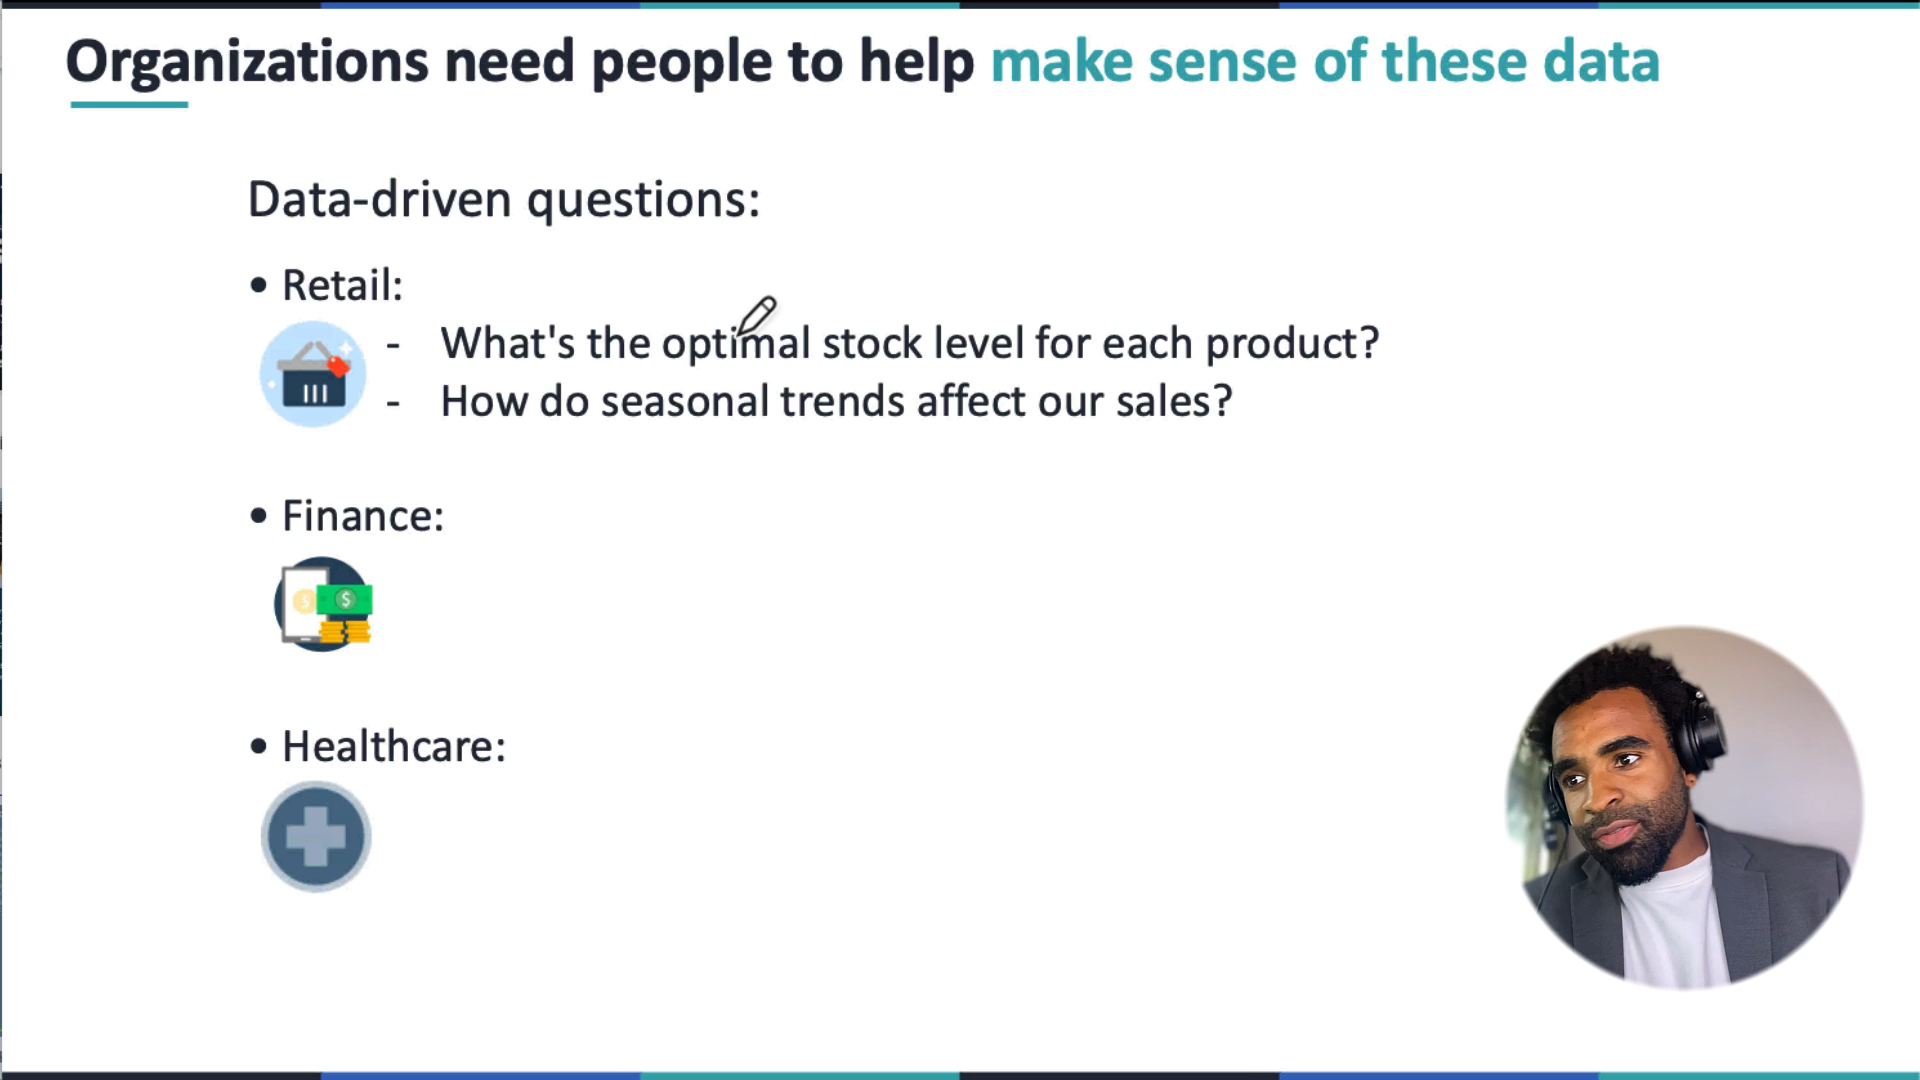 Organizations need people to help make sense of these data
Data-driven questions:
• Retail:
- What's the optimal stock level for each product?
- How do seasonal trends affect our sales?
• Finance:
• Healthcare: